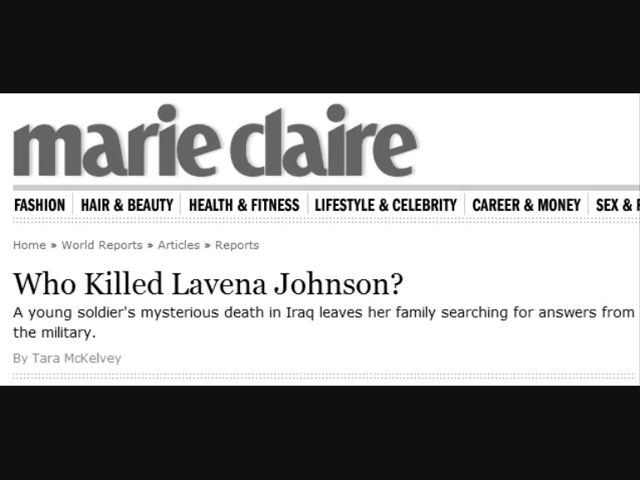 marie claire
FASHION HAIR & BEAUTY HEALTH & FITNESS LIFESTYLE & CELEBRITY CAREER & MONEY SEX &
Home » World Reports » Articles » Reports
Who Killed Lavena Johnson?
A young soldier's mysterious death in Iraq leaves her family searching for answers from
the military.
By Tara McKelvey